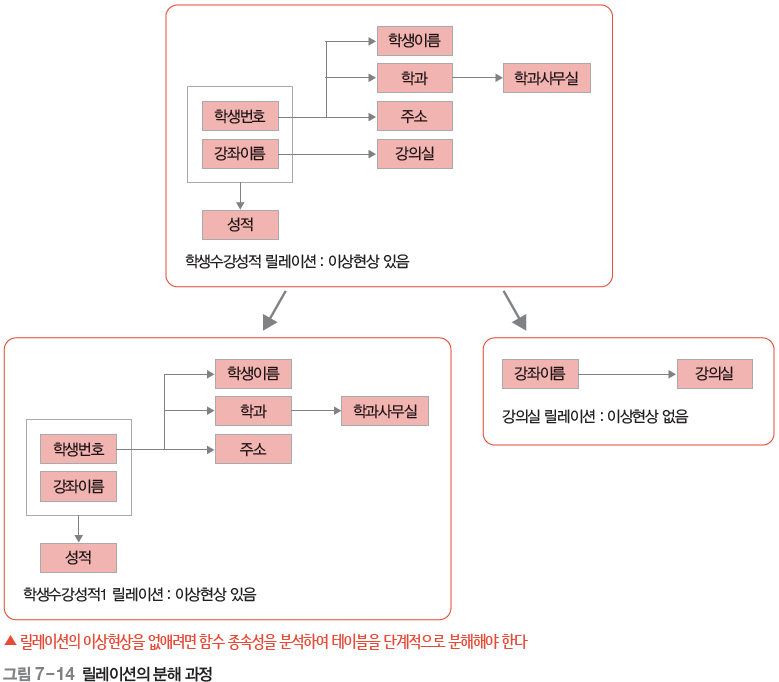 학생이름
학과
학과사무실
학생번호
주소
강좌이름
강의실
성적
학생수강성적 릴레이션 : 이상현상 있음
학생이름
학과
학과사무실
학생번호
주소
강좌이름
성적
학생수강성적1 릴레이션 : 이상현상 있음
강좌이름
강의실
강의실 릴레이션 : 이상현상 없음
▲ 릴레이션의 이상현상을 없애려면 함수 종속성을 분석하여 테이블을 단계적으로 분해해야 한다
그림 7-14 릴레이션의 분해 과정